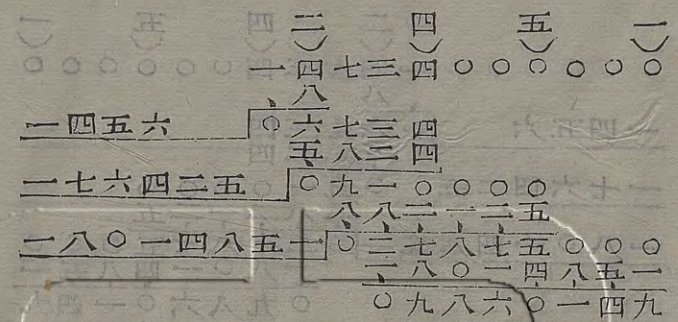 二) 四) 五) 一)
一四七三四○○○○○○
八
一四五六 ○六七三四
五八二四
一七六四二五 ○九一○○○○
八八二一二五
一八○一四八五一 ○二七八七五○○○
一八○一四八五一
○九八六○一四九